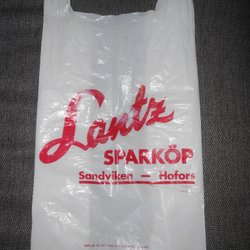 Lantz
SPARKÖP
Sandviken — Hofors